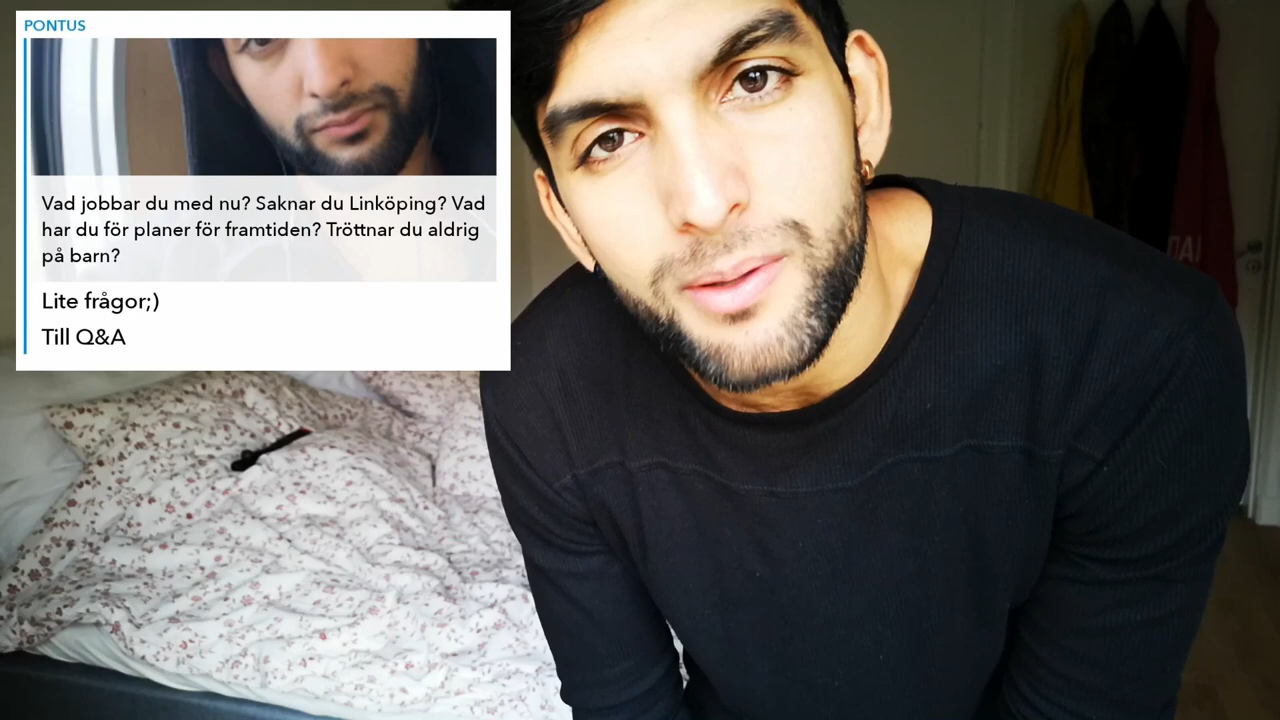 PONTUS
Vad jobbar du med nu? Saknar du Linköping? Vad
har du för planer för framtiden? Tröttnar du aldrig
på barn?
Lite frågor;)
Till Q&A